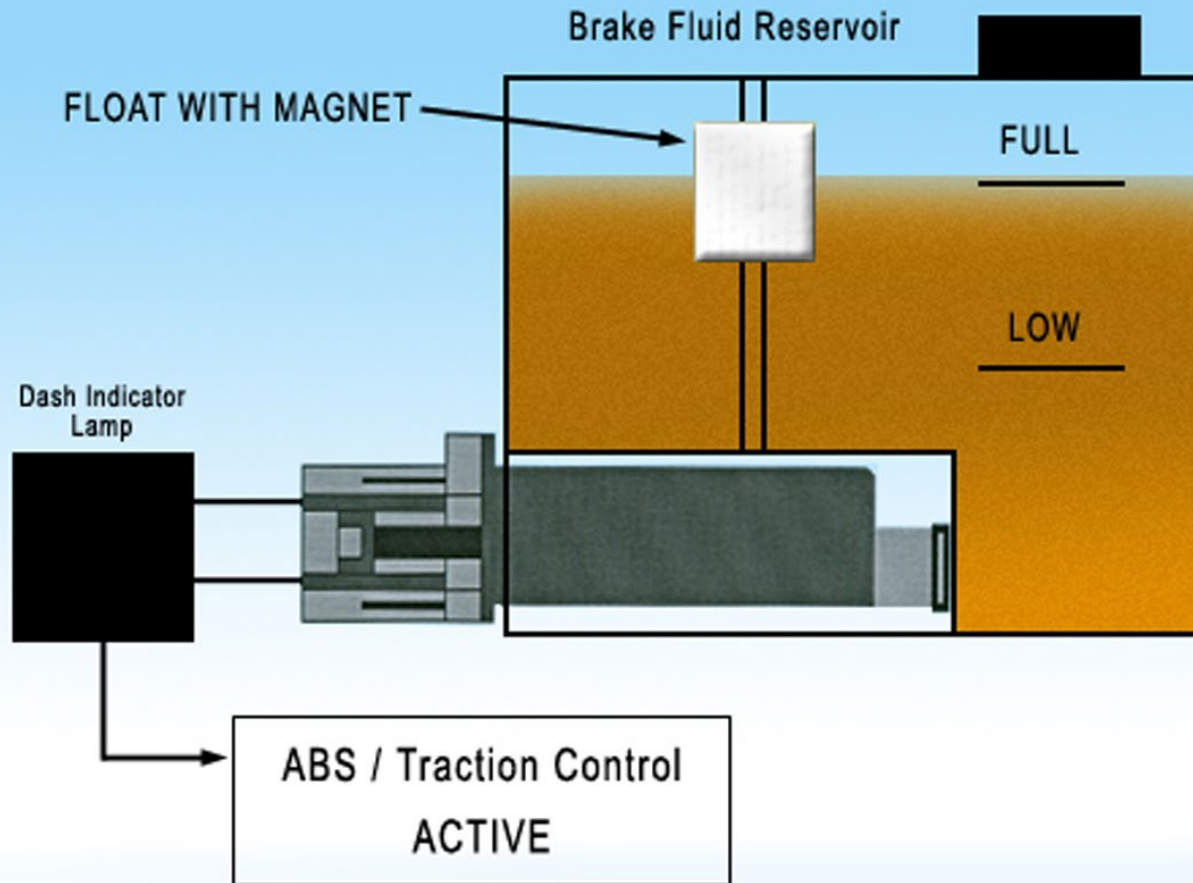 Brake Fluid Reservoir
FLOAT WITH MAGNET
FULL
LOW
Dash Indicator
Lamp
ABS / Traction Control
ACTIVE